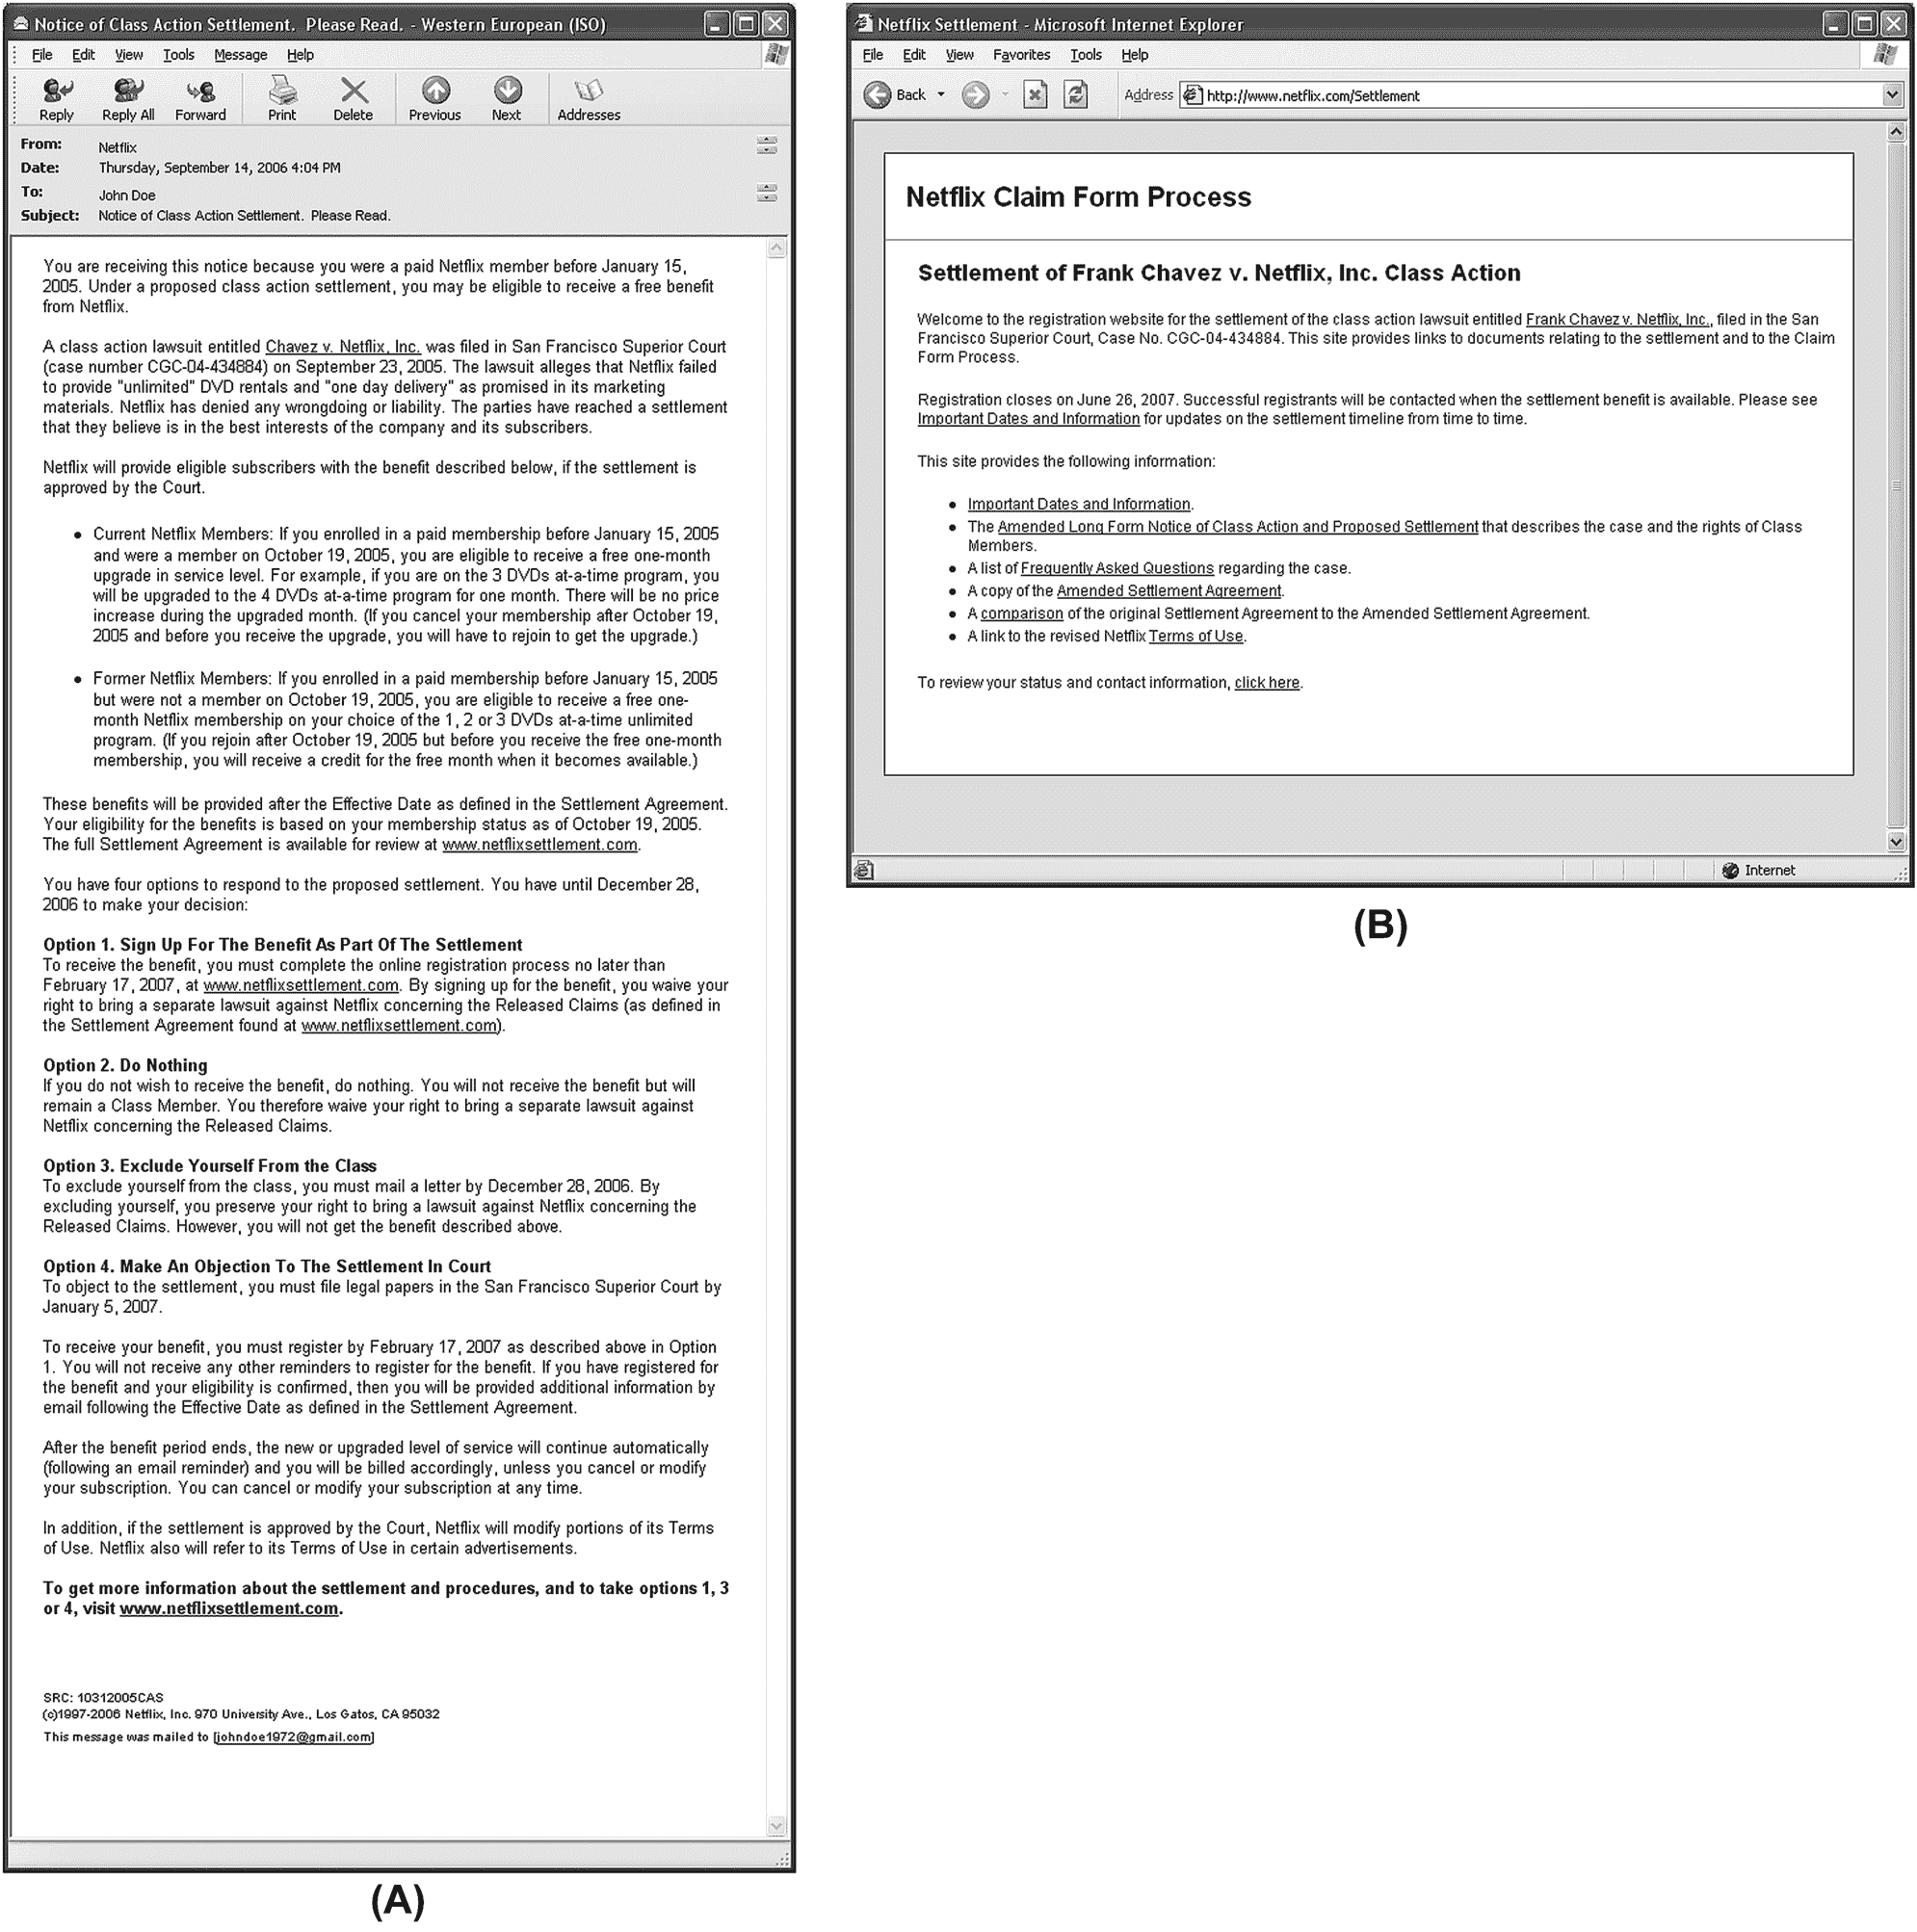 Notice of Class Action Settlement.  Please Read. - Western European (ISO)
File Edit View Tools Message Help
Reply Reply All Forward Print Delete Previous Next Addresses
From: Netflix
Date: Thursday, September 14, 2006 4:04 PM
To: John Doe
Subject: Notice of Class Action Settlement.  Please Read.
You are receiving this notice because you were a paid Netflix member before January 15,
2005. Under a proposed class action settlement, you may be eligible to receive a free benefit
from Netflix.
A class action lawsuit entitled Chavez v. Netflix, Inc. was filed in San Francisco Superior Court
(case number CGC-04-434884) on September 23, 2005. The lawsuit alleges that Netflix failed
to provide "unlimited" DVD rentals and "one day delivery" as promised in its marketing
materials. Netflix has denied any wrongdoing or liability. The parties have reached a settlement
that they believe is in the best interests of the company and its subscribers.
Netflix will provide eligible subscribers with the benefit described below, if the settlement is
approved by the Court.
• Current Netflix Members: If you enrolled in a paid membership before January 15, 2005
and were a member on October 19, 2005, you are eligible to receive a free one-month
upgrade in service level. For example, if you are on the 3 DVDs at-a-time program, you
will be upgraded to the 4 DVDs at-a-time program for one month. There will be no price
increase during the upgraded month. (If you cancel your membership after October 19,
2005 and before you receive the upgrade, you will have to rejoin to get the upgrade.)
• Former Netflix Members: If you enrolled in a paid membership before January 15, 2005
but were not a member on October 19, 2005, you are eligible to receive a free one-
month Netflix membership on your choice of the 1, 2 or 3 DVDs at-a-time unlimited
program. (If you rejoin after October 19, 2005 but before you receive the free one-month
membership, you will receive a credit for the free month when it becomes available.)
These benefits will be provided after the Effective Date as defined in the Settlement Agreement.
Your eligibility for the benefits is based on your membership status as of October 19, 2005.
The full Settlement Agreement is available for review at www.netflixsettlement.com.
You have four options to respond to the proposed settlement. You have until December 28,
2006 to make your decision:
Option 1. Sign Up For The Benefit As Part Of The Settlement
To receive the benefit, you must complete the online registration process no later than
February 17, 2007, at www.netflixsettlement.com. By signing up for the benefit, you waive your
right to bring a separate lawsuit against Netflix concerning the Released Claims (as defined in
the Settlement Agreement found at www.netflixsettlement.com).
Option 2. Do Nothing
If you do not wish to receive the benefit, do nothing. You will not receive the benefit but will
remain a Class Member. You therefore waive your right to bring a separate lawsuit against
Netflix concerning the Released Claims.
Option 3. Exclude Yourself From the Class
To exclude yourself from the class, you must mail a letter by December 28, 2006. By
excluding yourself, you preserve your right to bring a lawsuit against Netflix concerning the
Released Claims. However, you will not get the benefit described above.
Option 4. Make An Objection To The Settlement In Court
To object to the settlement, you must file legal papers in the San Francisco Superior Court by
January 5, 2007.
To receive your benefit, you must register by February 17, 2007 as described above in Option
1. You will not receive any other reminders to register for the benefit. If you have registered for
the benefit and your eligibility is confirmed, then you will be provided additional information by
email following the Effective Date as defined in the Settlement Agreement.
After the benefit period ends, the new or upgraded level of service will continue automatically
(following an email reminder) and you will be billed accordingly, unless you cancel or modify
your subscription. You can cancel or modify your subscription at any time.
In addition, if the settlement is approved by the Court, Netflix will modify portions of its Terms
of Use. Netflix also will refer to its Terms of Use in certain advertisements.
To get more information about the settlement and procedures, and to take options 1, 3
or 4, visit www.netflixsettlement.com.
SRC: 10312005CAS
(c)1997-2006 Netflix, Inc. 970 University Ave., Los Gatos, CA 95032
This message was mailed to [johndoe1972@gmail.com]
(A)
Netflix Settlement - Microsoft Internet Explorer
File Edit View Favorites Tools Help
Back Address http://www.netflix.com/Settlement
Netflix Claim Form Process
Settlement of Frank Chavez v. Netflix, Inc. Class Action
Welcome to the registration website for the settlement of the class action lawsuit entitled Frank Chavez v. Netflix, Inc., filed in the San
Francisco Superior Court, Case No. CGC-04-434884. This site provides links to documents relating to the settlement and to the Claim
Form Process.
Registration closes on June 26, 2007. Successful registrants will be contacted when the settlement benefit is available. Please see
Important Dates and Information for updates on the settlement timeline from time to time.
This site provides the following information:
• Important Dates and Information.
• The Amended Long Form Notice of Class Action and Proposed Settlement that describes the case and the rights of Class
Members.
• A list of Frequently Asked Questions regarding the case.
• A copy of the Amended Settlement Agreement.
• A comparison of the original Settlement Agreement to the Amended Settlement Agreement.
• A link to the revised Netflix Terms of Use.
To review your status and contact information, click here.
Internet
(B)